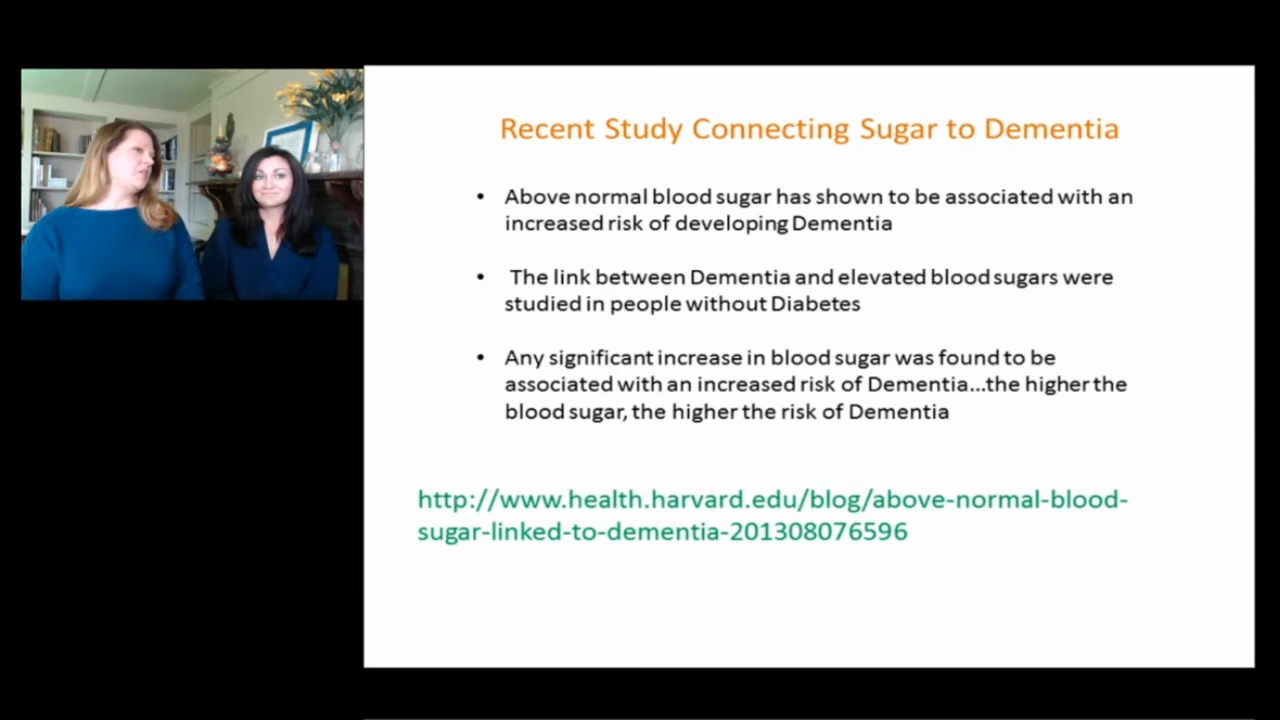 Recent Study Connecting Sugar to Dementia
• Above normal blood sugar has shown to be associated with an
increased risk of developing Dementia
• The link between Dementia and elevated blood sugars were
studied in people without Diabetes
• Any significant increase in blood sugar was found to be
associated with an increased risk of Dementia...the higher the
blood sugar, the higher the risk of Dementia
http://www.health.harvard.edu/blog/above-normal-blood-
sugar-linked-to-dementia-201308076596